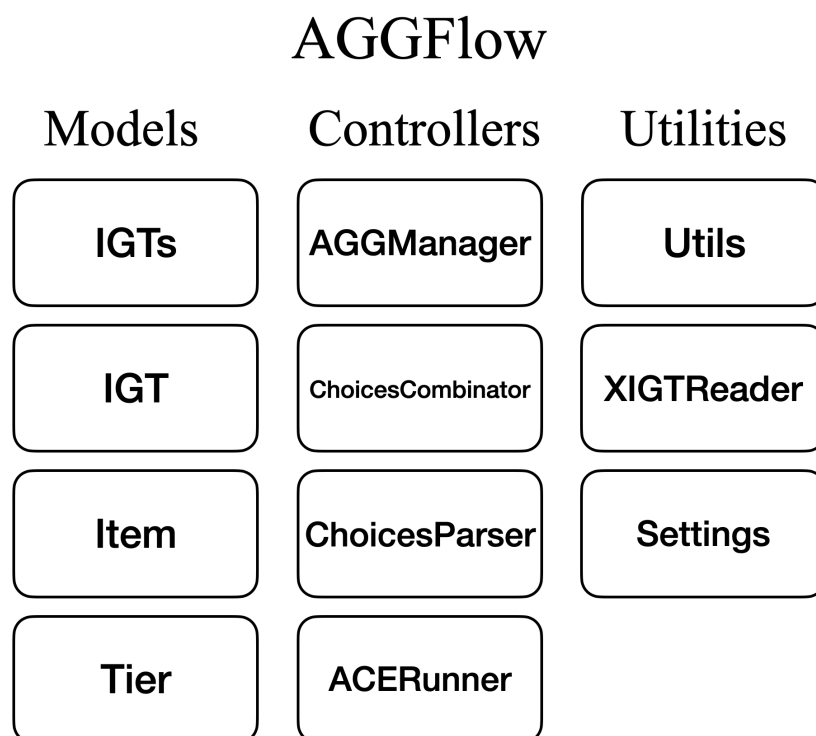 AGGFlow
Models
Controllers
Utilities
IGTs
AGGManager
Utils
IGT
ChoicesCombinator
XIGTReader
Item
ChoicesParser
Settings
Tier
ACERunner